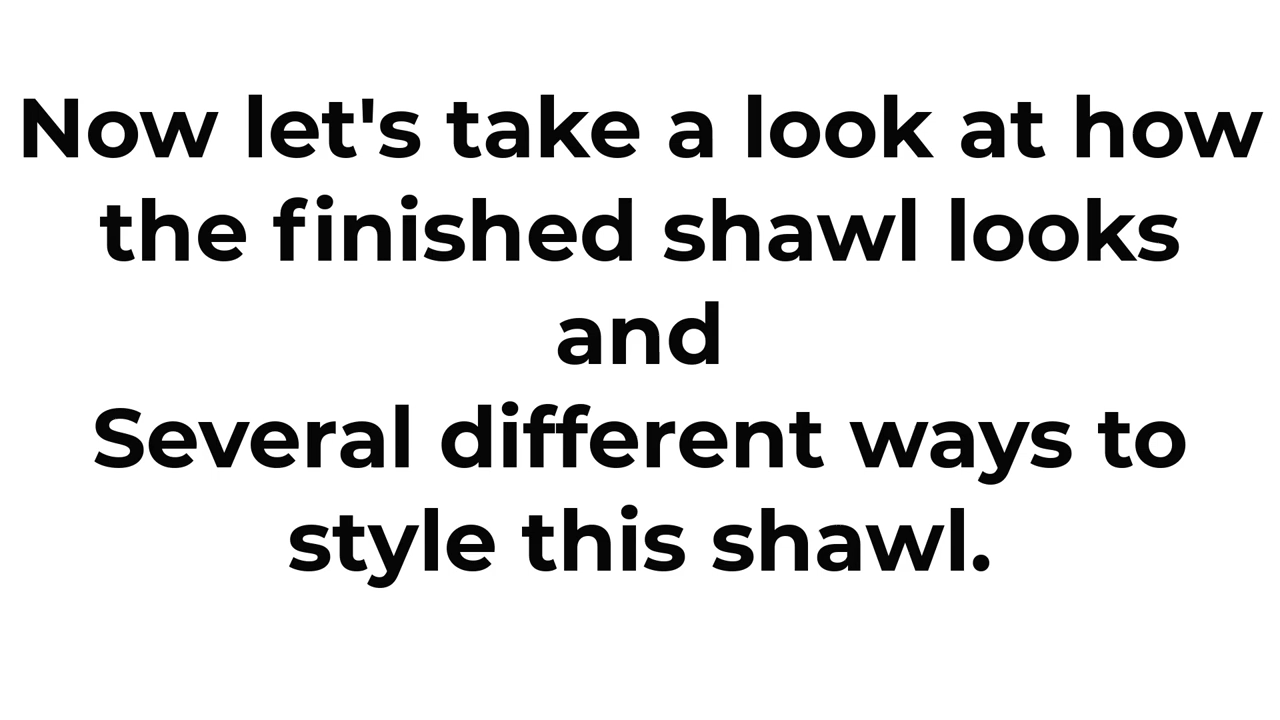 Now let's take a look at how
the finished shawl looks
and
Several different ways to
style this shawl.